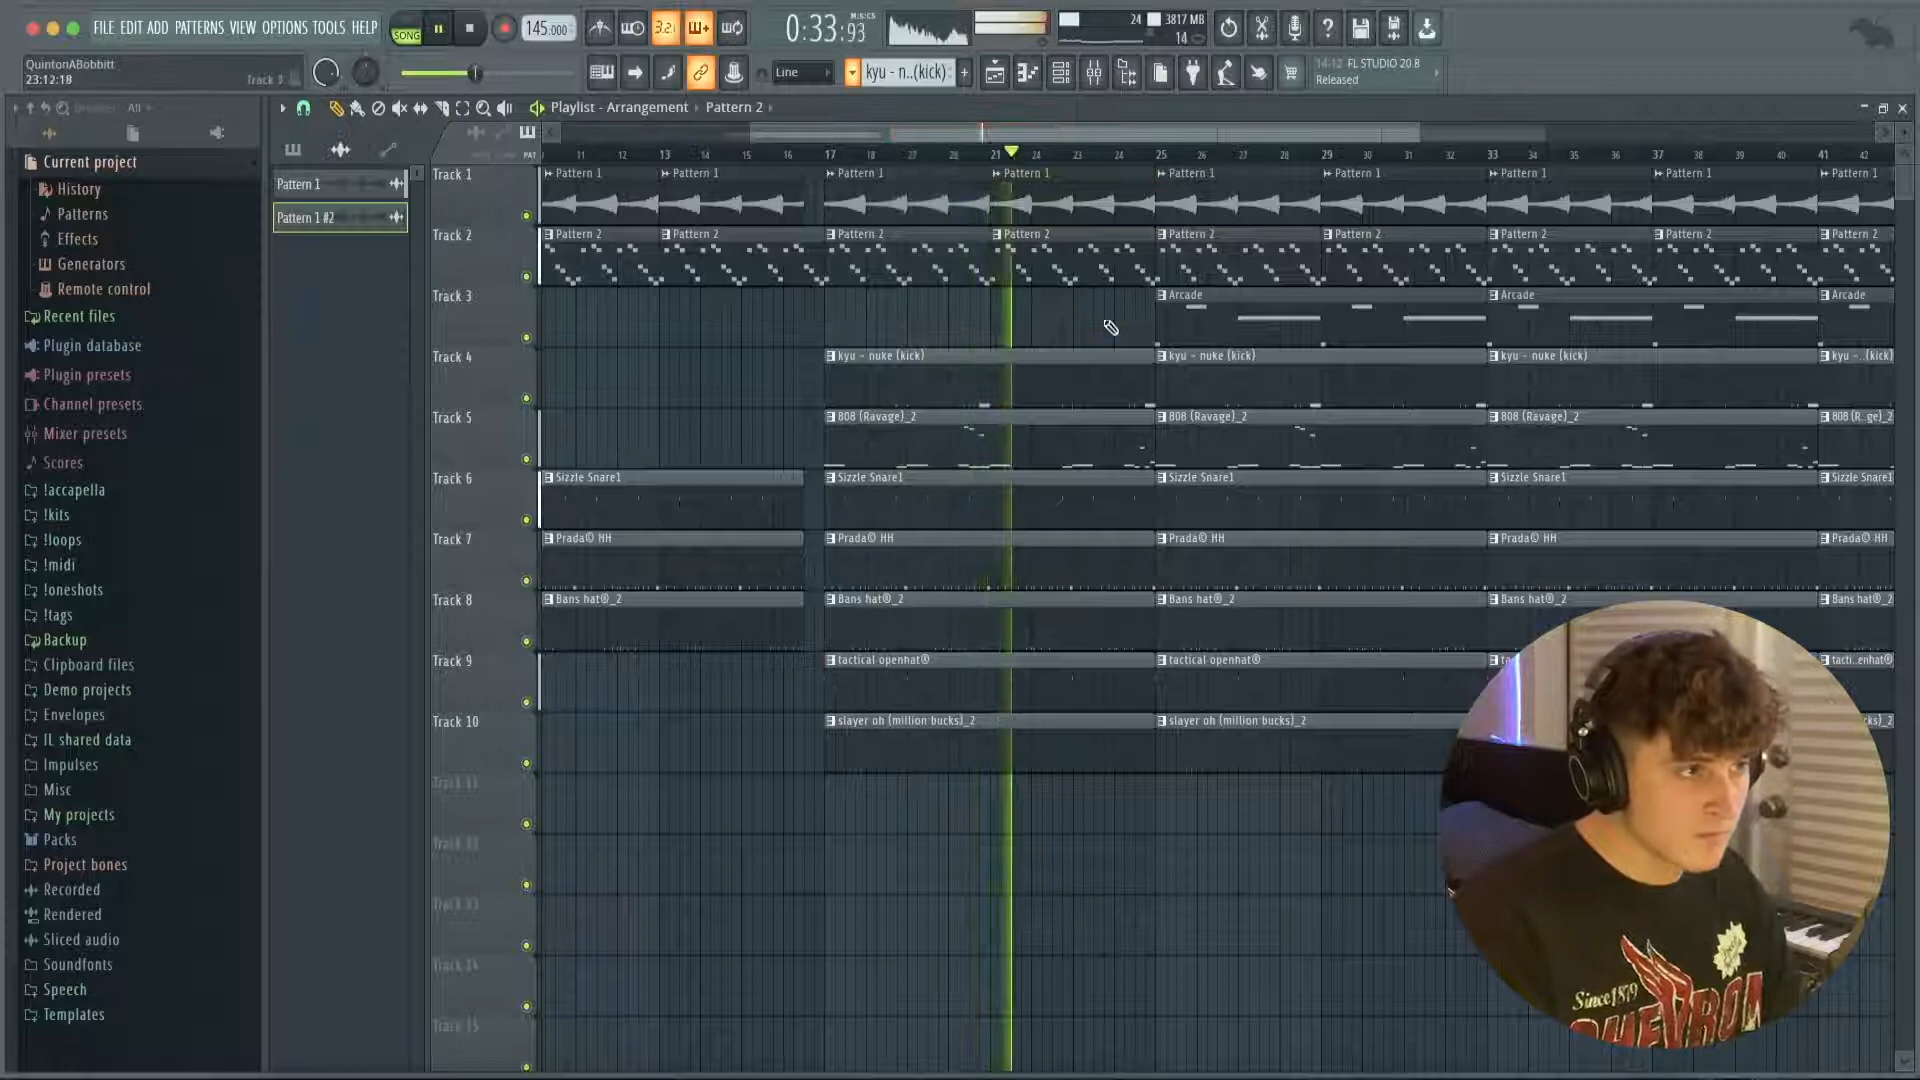 FILE EDIT ADD PATTERNS VIEW OPTIONS TOOLS HELP
SONG
145.000
3.2.
0:33:93
M:S:CS
24
3817 MB
14
QuintonABobbitt
23:12:18
Track 3
Line
kyu - n..(kick)
14-12 FL STUDIO 20.8
Released
All
Playlist - Arrangement
Pattern 2
Current project
History
Patterns
Effects
Generators
Remote control
Recent files
Plugin database
Plugin presets
Channel presets
Mixer presets
Scores
!accapella
!kits
!loops
!midi
!oneshots
!tags
Backup
Clipboard files
Demo projects
Envelopes
IL shared data
Impulses
Misc
My projects
Packs
Project bones
Recorded
Rendered
Sliced audio
Soundfonts
Speech
Templates
Pattern 1
Pattern 1 #2
PAT
11 12 13 14 15 16 17 18 21 25 26 28 29 31 33 34 35 36 37 38 40 41 42
Track 1
Pattern 1 Pattern 1 Pattern 1 Pattern 1 Pattern 1 Pattern 1 Pattern 1 Pattern 1 Pattern 1
Track 2
Pattern 2 Pattern 2 Pattern 2 Pattern 2 Pattern 2 Pattern 2 Pattern 2 Pattern 2 Pattern 2
Track 3
Arcade Arcade Arcade
Track 4
kyu - nuke (kick) kyu - nuke (kick) kyu - nuke (kick) kyu - ..(kick)
Track 5
808 (Ravage)_2 808 (Ravage)_2 808 (Ravage)_2 808 (R..ge)_2
Track 6
Sizzle Snare1 Sizzle Snare1 Sizzle Snare1 Sizzle Snare1 Sizzle Snare1
Track 7
Prada© HH Prada© HH Prada© HH Prada© HH Prada© HH
Track 8
Bans hat®_2 Bans hat®_2 Bans hat®_2 Bans hat®_2 Bans hat®_2
Track 9
tactical openhat® tactical openhat® tacti..enhat®
Track 10
slayer oh (million bucks)_2 slayer oh (million bucks)_2
Track 11
Track 12
Track 13
Track 14
Track 15
Since 1879